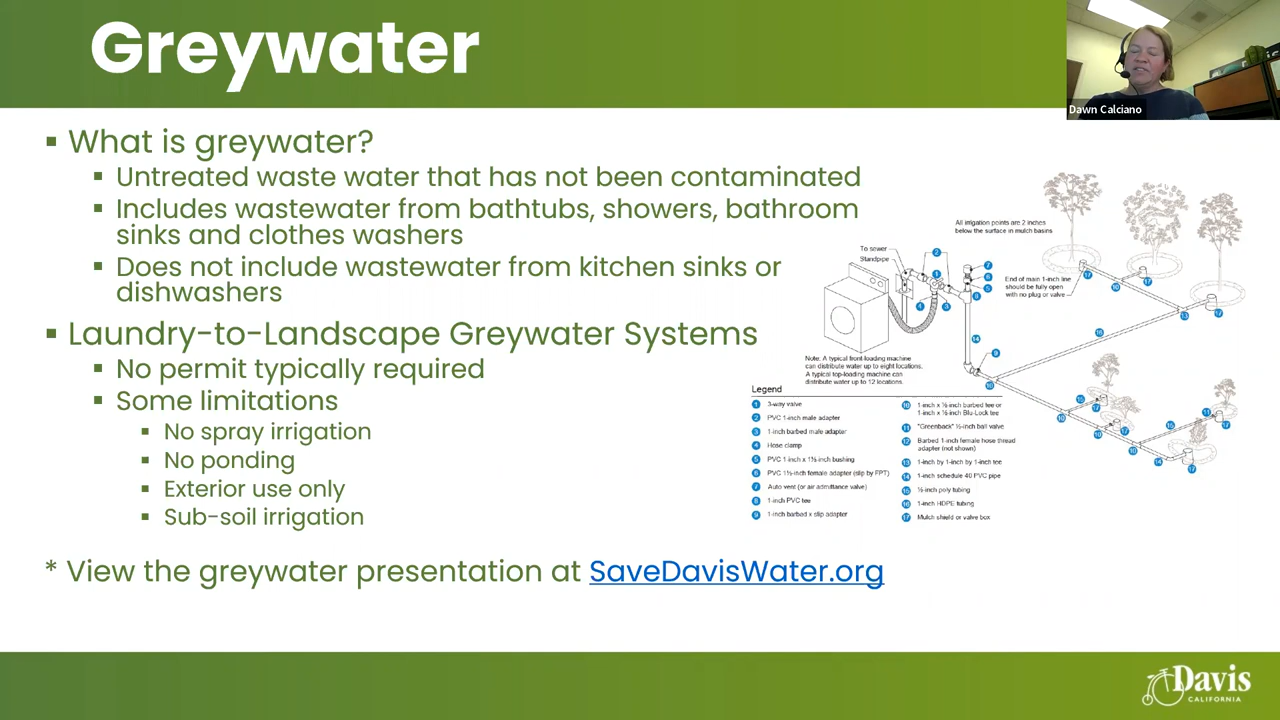 Greywater
Dawn Calciano
▪ What is greywater?
▪ Untreated waste water that has not been contaminated
▪ Includes wastewater from bathtubs, showers, bathroom
sinks and clothes washers
▪ Does not include wastewater from kitchen sinks or
dishwashers
▪ Laundry-to-Landscape Greywater Systems
▪ No permit typically required
▪ Some limitations
▪ No spray irrigation
▪ No ponding
▪ Exterior use only
▪ Sub-soil irrigation
* View the greywater presentation at SaveDavisWater.org
All irrigation points are 2 inches
below the surface in mulch basins
To sewer
Standpipe
End of main 1-inch line
should be fully open
with no plug or valve
Note: A typical front-loading machine
can distribute water up to eight locations.
A typical top-loading machine can
distribute water up to 12 locations.
Legend
1 3-way valve
2 PVC 1-inch male adapter
3 1-inch barbed male adapter
4 Hose clamp
5 PVC 1-inch x 1½-inch bushing
6 PVC 1½-inch female adapter (slip by FPT)
7 Auto vent (or air admittance valve)
8 1-inch PVC tee
9 1-inch barbed x slip adapter
10 1-inch x ½-inch barbed tee or
1-inch x ½-inch Blu-Lock tee
11 "Greenback" ½-inch ball valve
12 Barbed 1-inch female hose thread
adapter (not shown)
13 1-inch by 1-inch by 1-inch tee
14 1-inch schedule 40 PVC pipe
15 ½-inch poly tubing
16 1-inch HDPE tubing
17 Mulch shield or valve box
Davis
CALIFORNIA